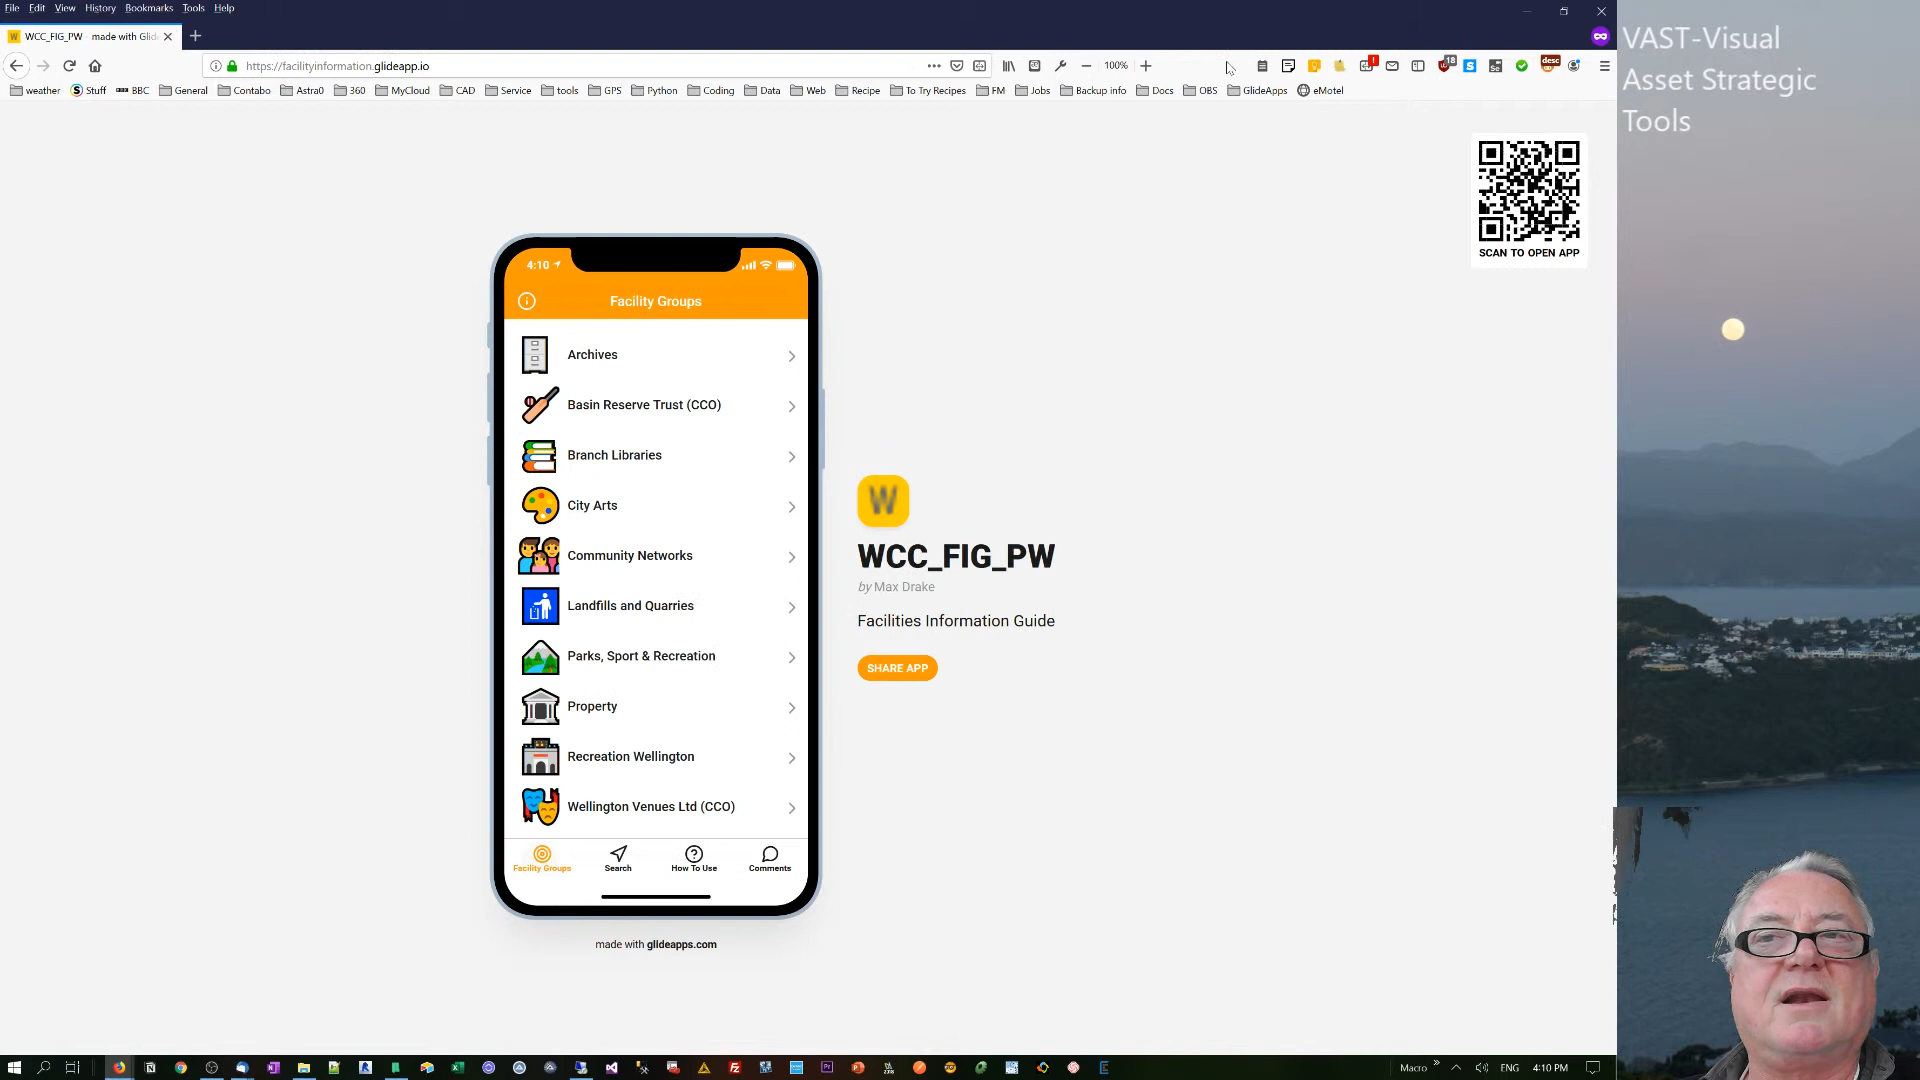 File Edit View History Bookmarks Tools Help
WCC_FIG_PW - made with Glide
https://facilityinformation.glideapp.io
100%
18
desc
weather Stuff BBC General Contabo Astra0 360 MyCloud CAD Service tools GPS Python Coding Data Web Recipe To Try Recipes FM Jobs Backup info Docs OBS GlideApps eMotel
VAST-Visual
Asset Strategic
Tools
SCAN TO OPEN APP
4:10
Facility Groups
Archives
Basin Reserve Trust (CCO)
Branch Libraries
City Arts
Community Networks
Landfills and Quarries
Parks, Sport & Recreation
Property
Recreation Wellington
Wellington Venues Ltd (CCO)
Facility Groups Search How To Use Comments
made with glideapps.com
W
WCC_FIG_PW
by Max Drake
Facilities Information Guide
SHARE APP
Macro ENG 4:10 PM